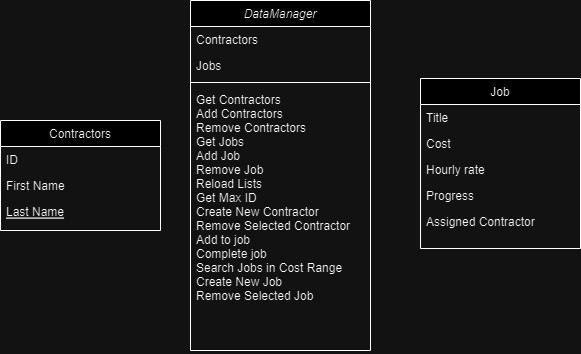 DataManager
Contractors
Jobs
Get Contractors
Add Contractors
Remove Contractors
Get Jobs
Add Job
Remove Job
Reload Lists
Get Max ID
Create New Contractor
Remove Selected Contractor
Add to job
Complete job
Search Jobs in Cost Range
Create New Job
Remove Selected Job
Contractors
ID
First Name
Last Name
Job
Title
Cost
Hourly rate
Progress
Assigned Contractor